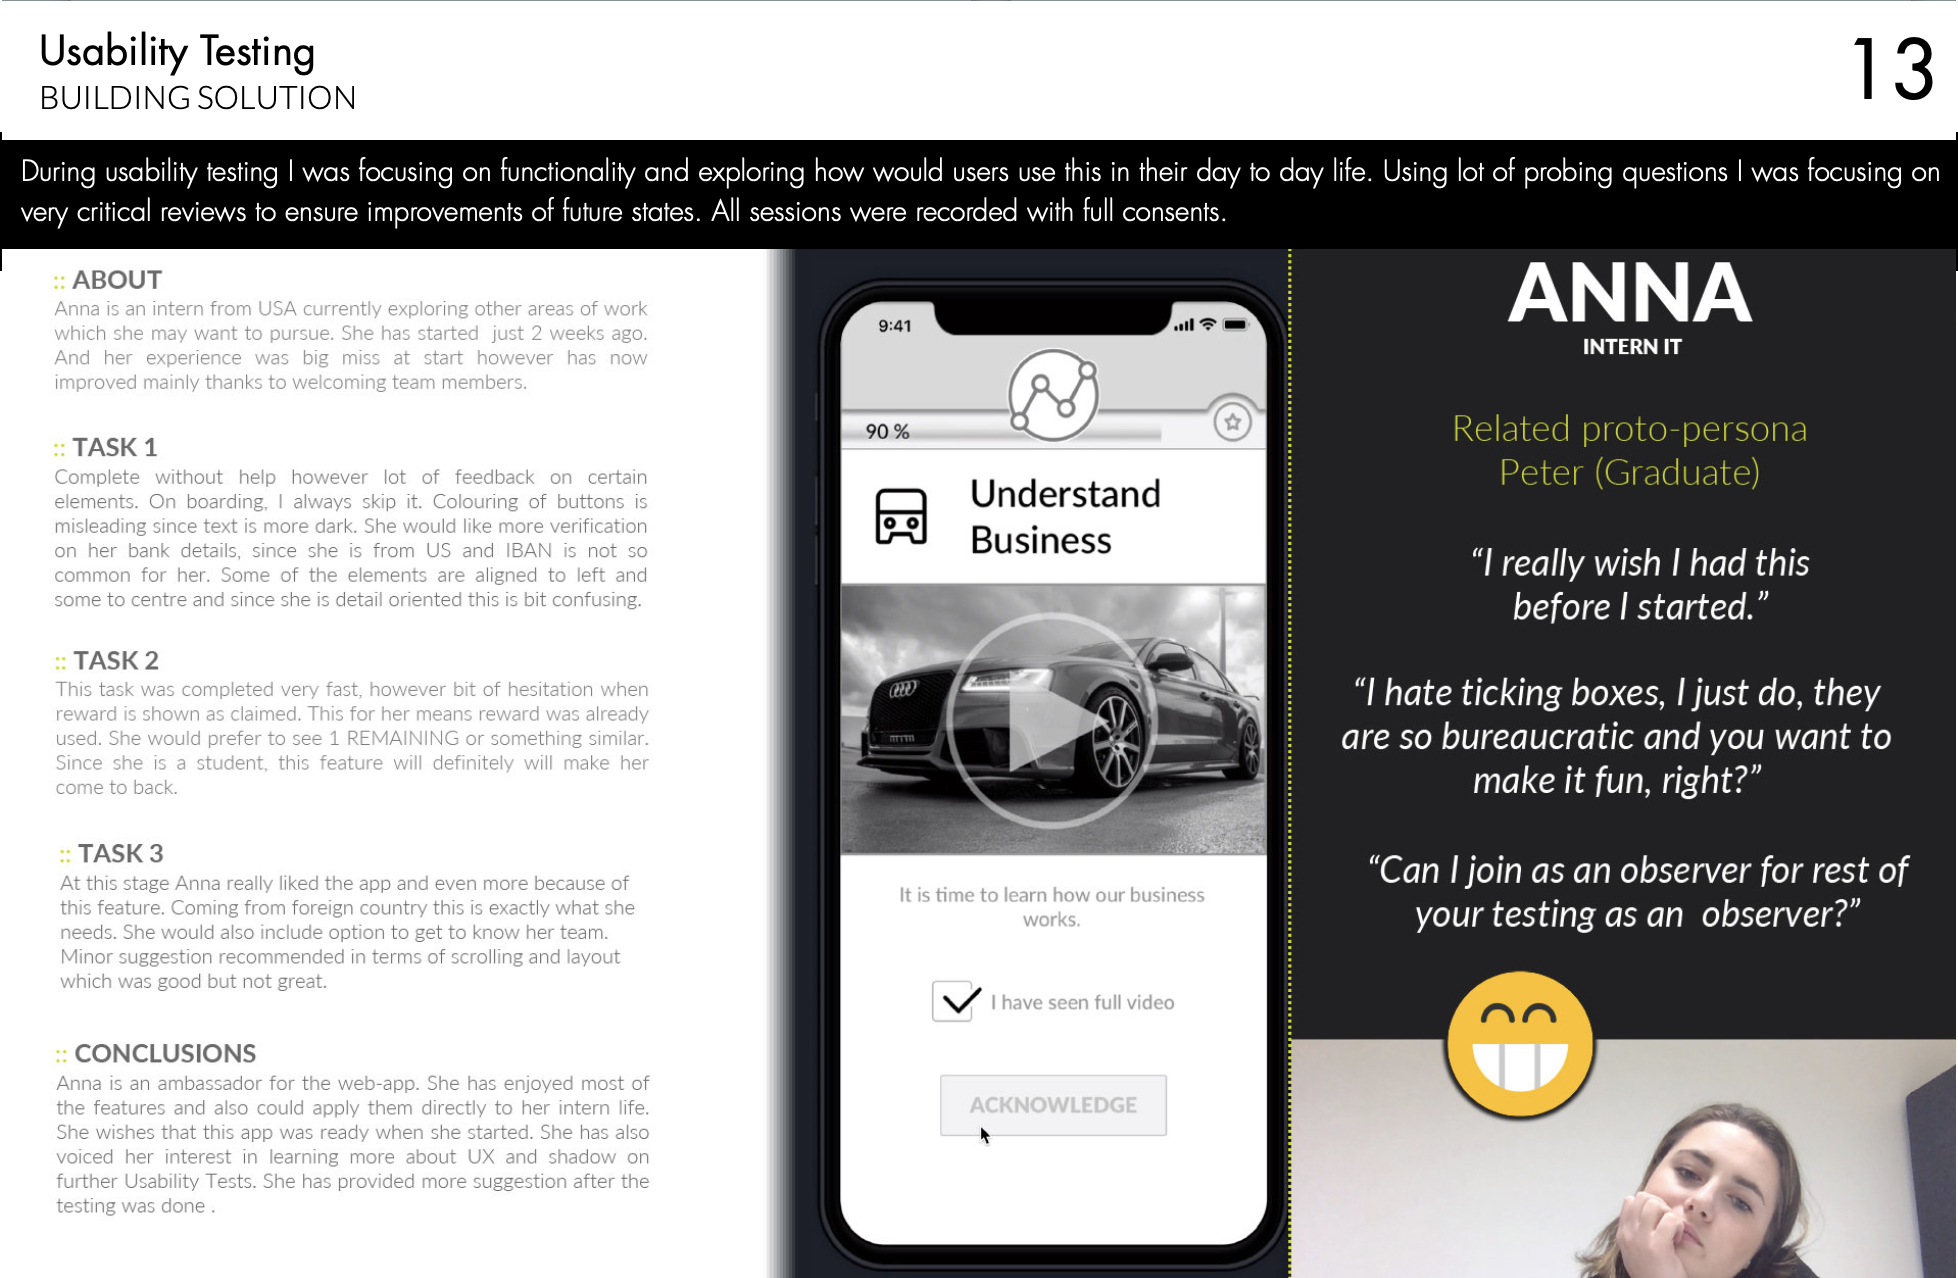 Usability Testing
BUILDING SOLUTION
13
During usability testing I was focusing on functionality and exploring how would users use this in their day to day life. Using lot of probing questions I was focusing on
very critical reviews to ensure improvements of future states. All sessions were recorded with full consents.
:: ABOUT
Anna is an intern from USA currently exploring other areas of work
which she may want to pursue. She has started just 2 weeks ago.
And her experience was big miss at start however has now
improved mainly thanks to welcoming team members.
:: TASK 1
Complete without help however lot of feedback on certain
elements. On boarding, I always skip it. Colouring of buttons is
misleading since text is more dark. She would like more verification
on her bank details, since she is from US and IBAN is not so
common for her. Some of the elements are aligned to left and
some to centre and since she is detail oriented this is bit confusing.
:: TASK 2
This task was completed very fast, however bit of hesitation when
reward is shown as claimed. This for her means reward was already
used. She would prefer to see 1 REMAINING or something similar.
Since she is a student, this feature will definitely will make her
come to back.
:: TASK 3
At this stage Anna really liked the app and even more because of
this feature. Coming from foreign country this is exactly what she
needs. She would also include option to get to know her team.
Minor suggestion recommended in terms of scrolling and layout
which was good but not great.
:: CONCLUSIONS
Anna is an ambassador for the web-app. She has enjoyed most of
the features and also could apply them directly to her intern life.
She wishes that this app was ready when she started. She has also
voiced her interest in learning more about UX and shadow on
further Usability Tests. She has provided more suggestion after the
testing was done .
9:41
90 %
Understand
Business
It is time to learn how our business
works.
I have seen full video
ACKNOWLEDGE
ANNA
INTERN IT
Related proto-persona
Peter (Graduate)
“I really wish I had this
before I started.”
“I hate ticking boxes, I just do, they
are so bureaucratic and you want to
make it fun, right?”
“Can I join as an observer for rest of
your testing as an observer?”